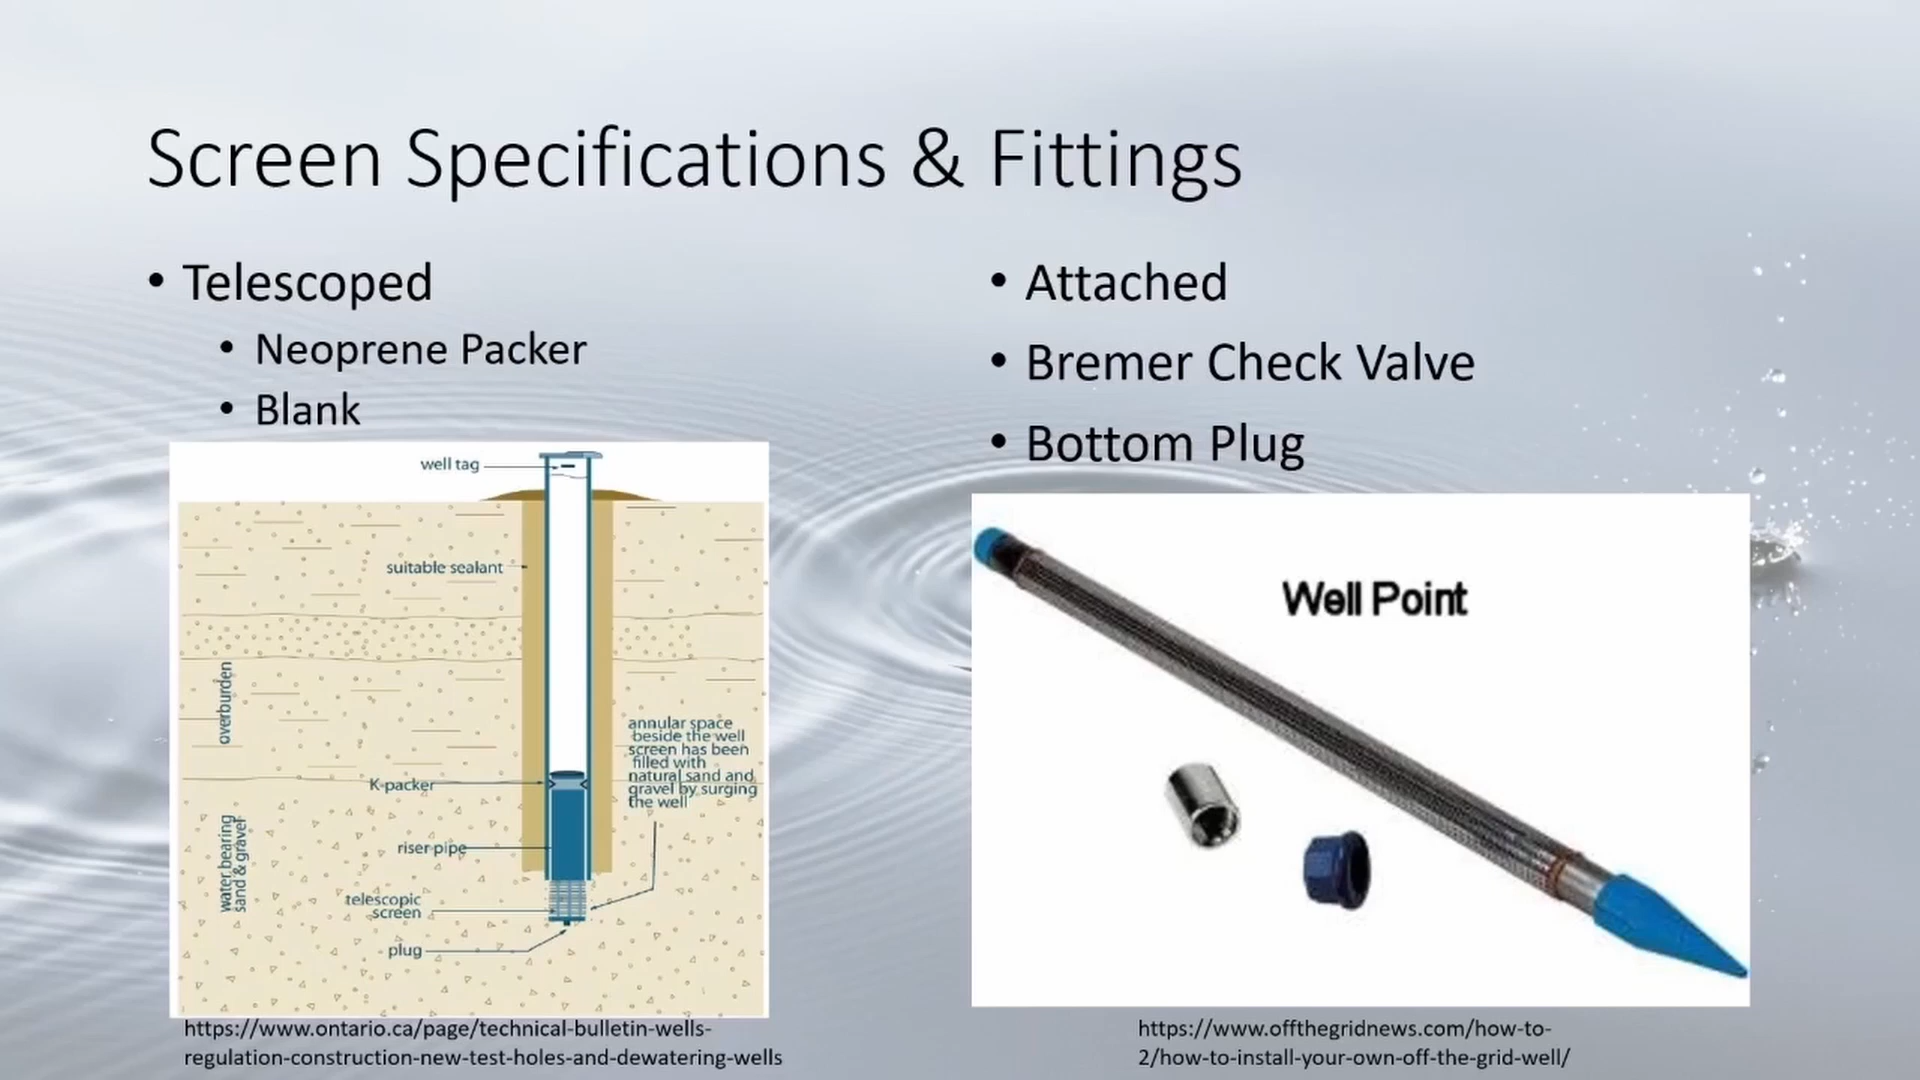 Screen Specifications & Fittings
• Telescoped
• Neoprene Packer
• Blank
• Attached
• Bremer Check Valve
• Bottom Plug
well tag
suitable sealant
overburden
annular space
beside the well
screen has been
filled with
natural sand and
gravel by surging
the well
K-packer
riser pipe
water bearing
sand & gravel
telescopic
screen
plug
Well Point
https://www.ontario.ca/page/technical-bulletin-wells-
regulation-construction-new-test-holes-and-dewatering-wells
https://www.offthegridnews.com/how-to-
2/how-to-install-your-own-off-the-grid-well/